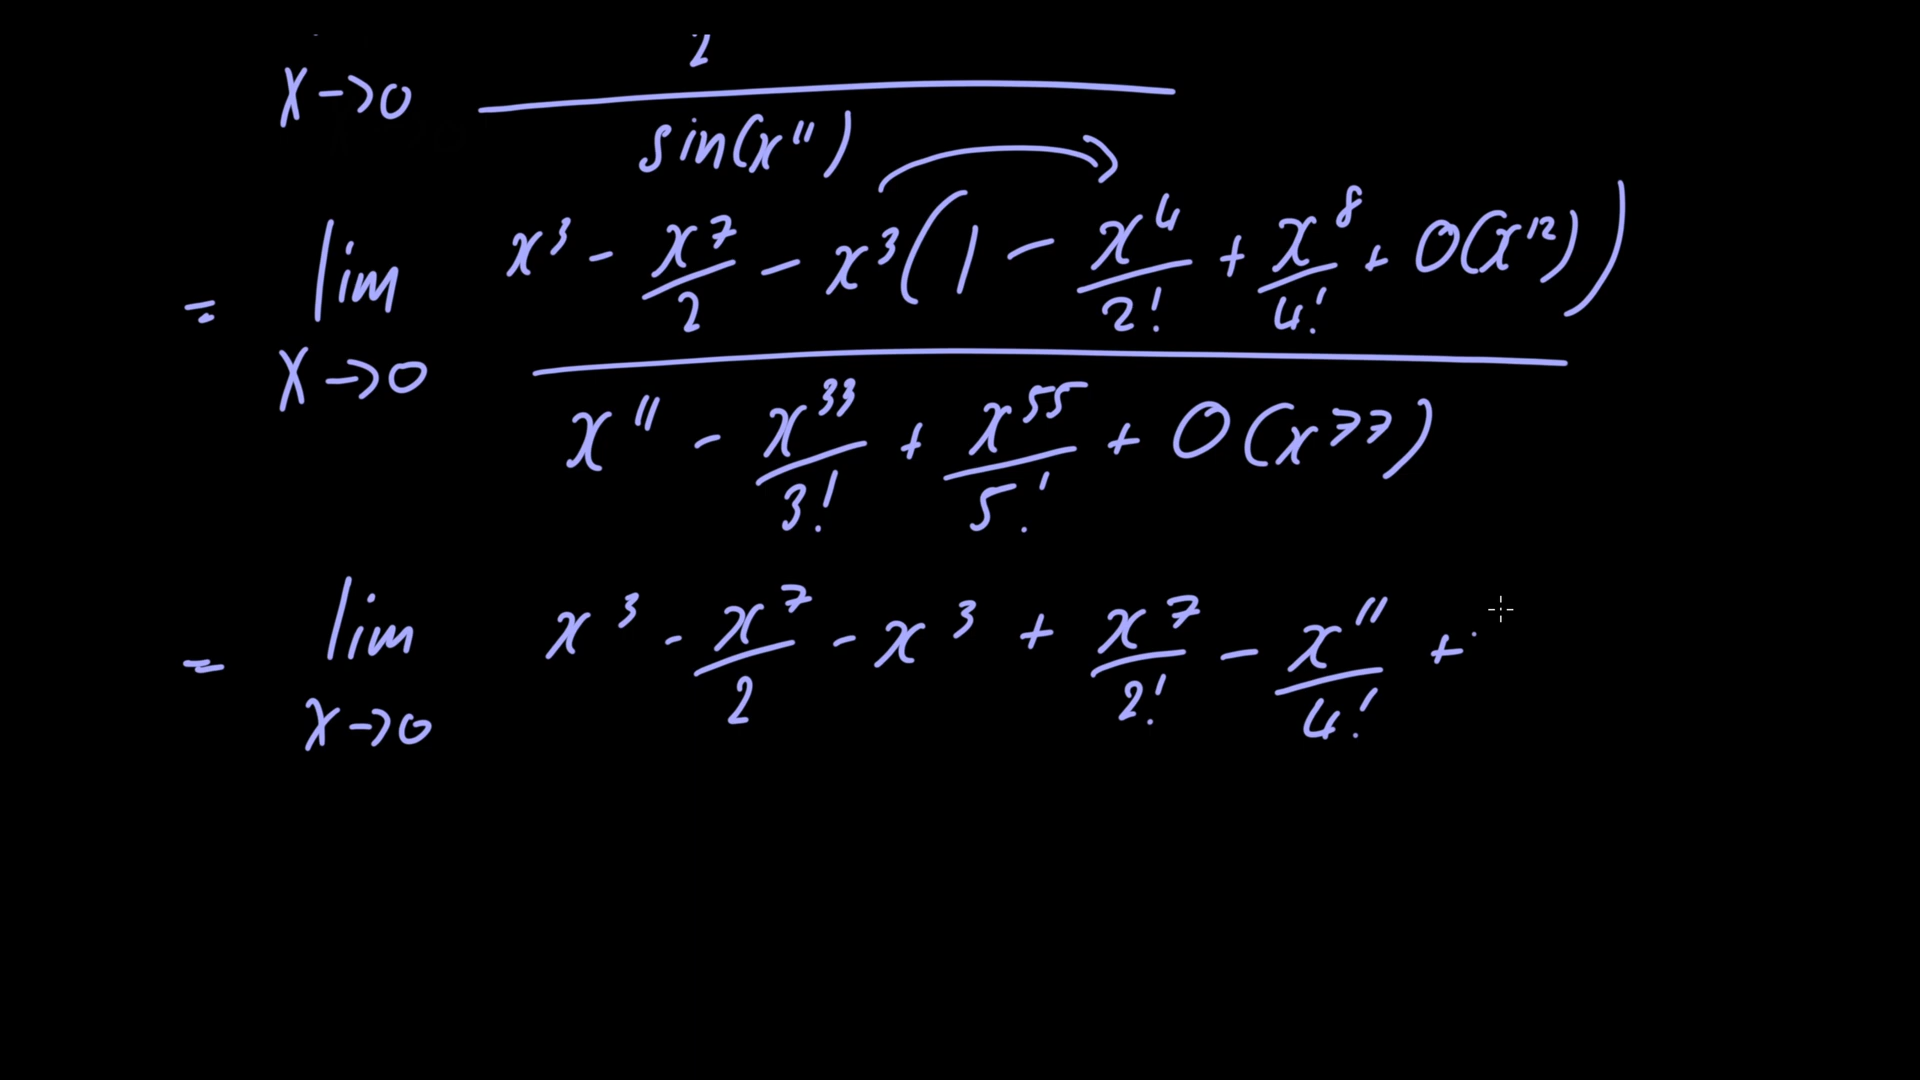 2
x→0 sin(x¹¹)
= lim x→0 (x³ - x⁷/2 - x³(1 - x⁴/2! + x⁸/4! + O(x¹²))) / (x¹¹ - x³³/3! + x⁵⁵/5! + O(x⁷⁷))
= lim x→0 x³ - x⁷/2 - x³ + x⁷/2! - x¹¹/4! +